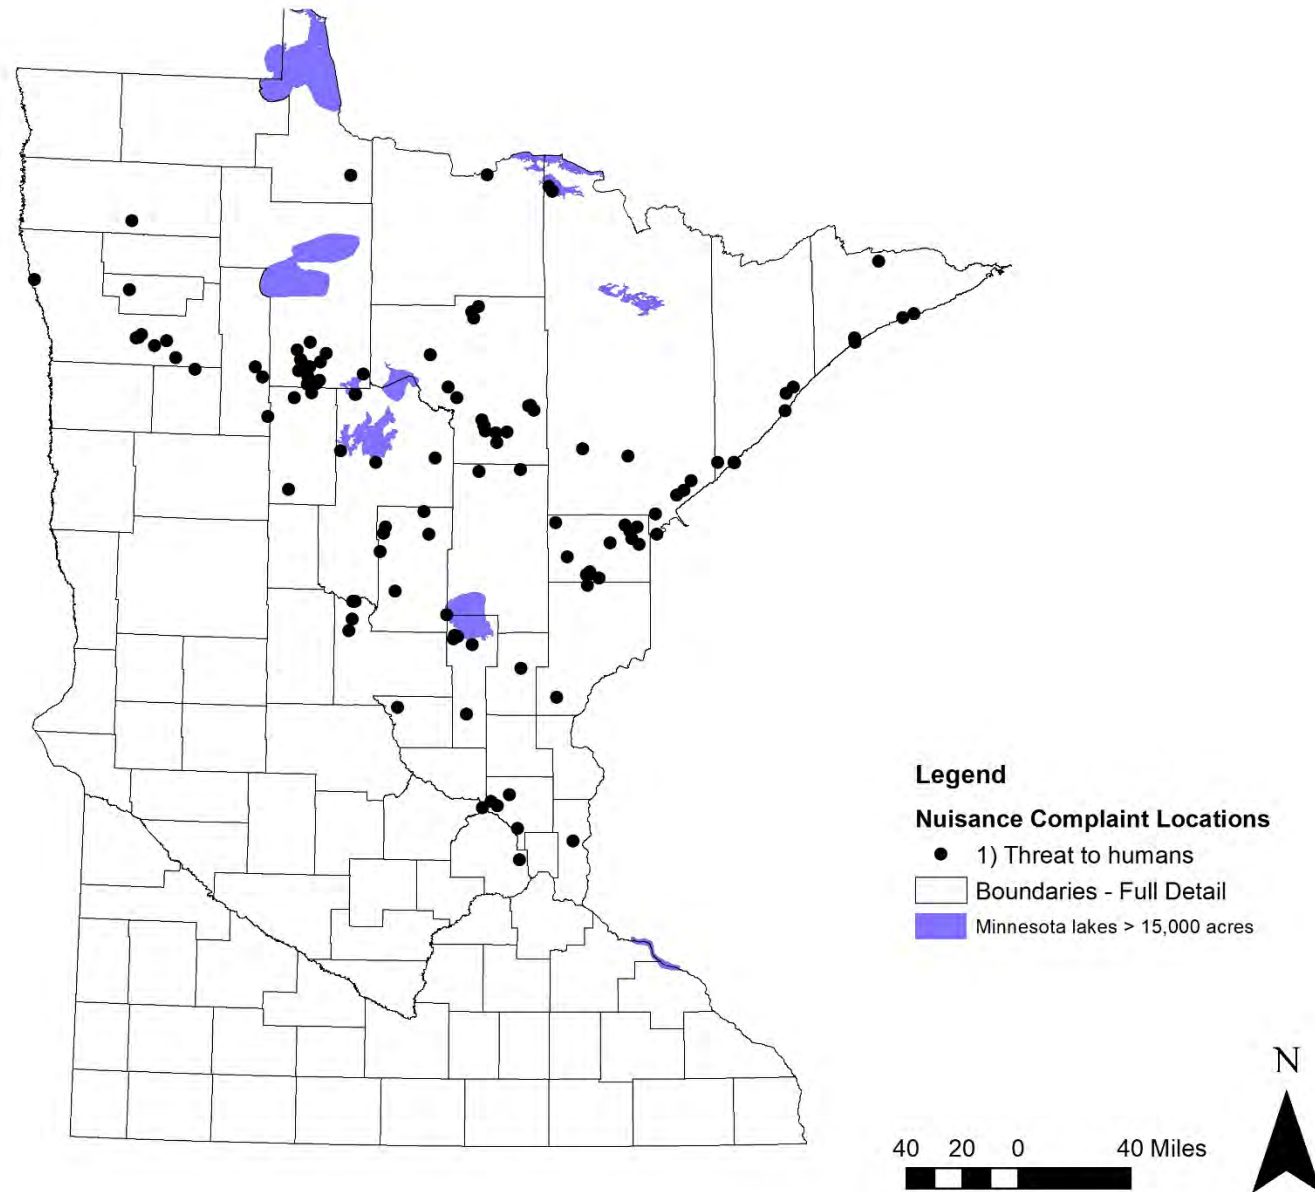 Legend
Nuisance Complaint Locations
1) Threat to humans
Boundaries - Full Detail
Minnesota lakes > 15,000 acres
N
40 20 0 40 Miles